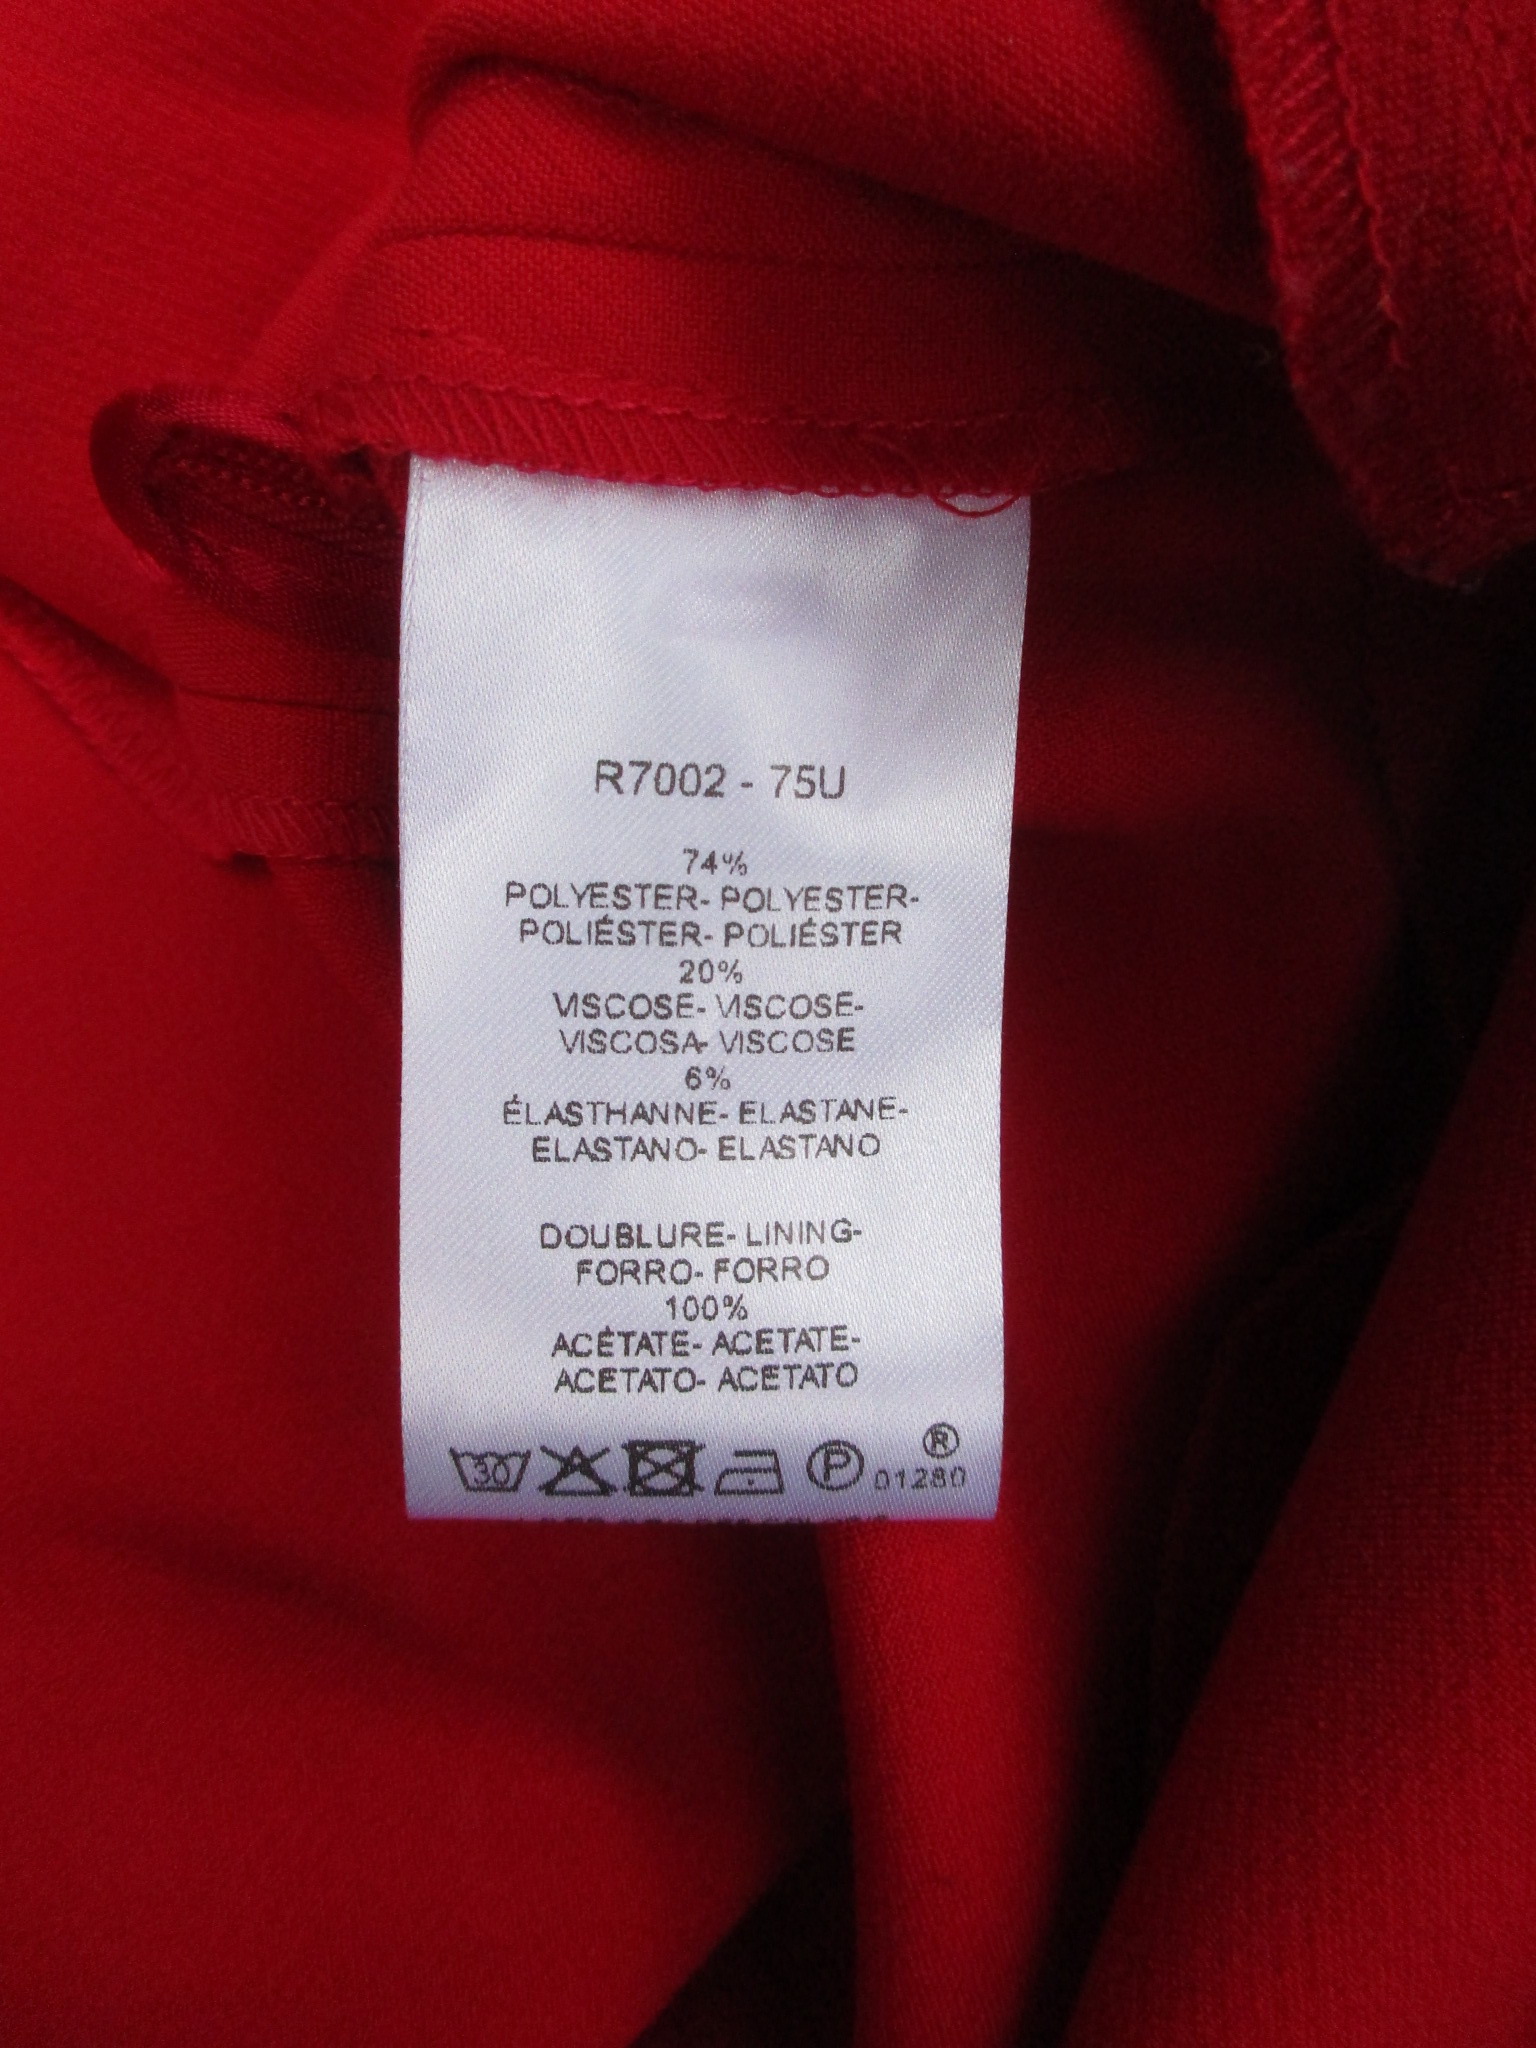 R7002 - 75U
74%
POLYESTER- POLYESTER-
POLIÉSTER- POLIÉSTER
20%
VISCOSE- VISCOSE-
VISCOSA- VISCOSE
6%
ÉLASTHANNE- ELASTANE-
ELASTANO- ELASTANO
DOUBLURE- LINING-
FORRO- FORRO
100%
ACÉTATE- ACETATE-
ACETATO- ACETATO
®
30 P 01280